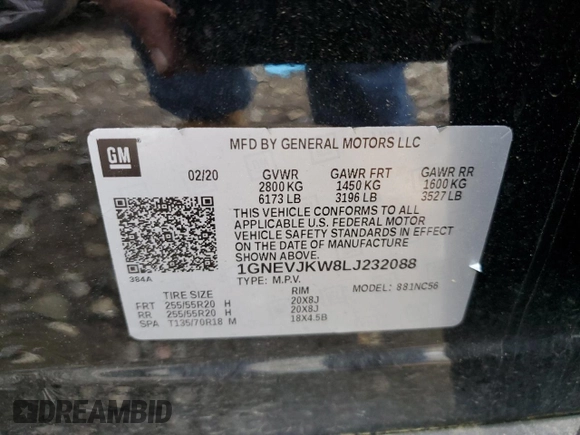 GM
MFD BY GENERAL MOTORS LLC
02/20 GVWR GAWR FRT GAWR RR
2800 KG 1450 KG 1600 KG
6173 LB 3196 LB 3527 LB
THIS VEHICLE CONFORMS TO ALL
APPLICABLE U.S. FEDERAL MOTOR
VEHICLE SAFETY STANDARDS IN EFFECT
ON THE DATE OF MANUFACTURE
SHOWN ABOVE.
384A
1GNEVJKW8LJ232088
TYPE: M.P.V. MODEL: 881NC56
TIRE SIZE RIM
FRT 255/55R20 H 20X8J
RR 255/55R20 H 20X8J
SPA T135/70R18 M 18X4.5B
DREAMBID